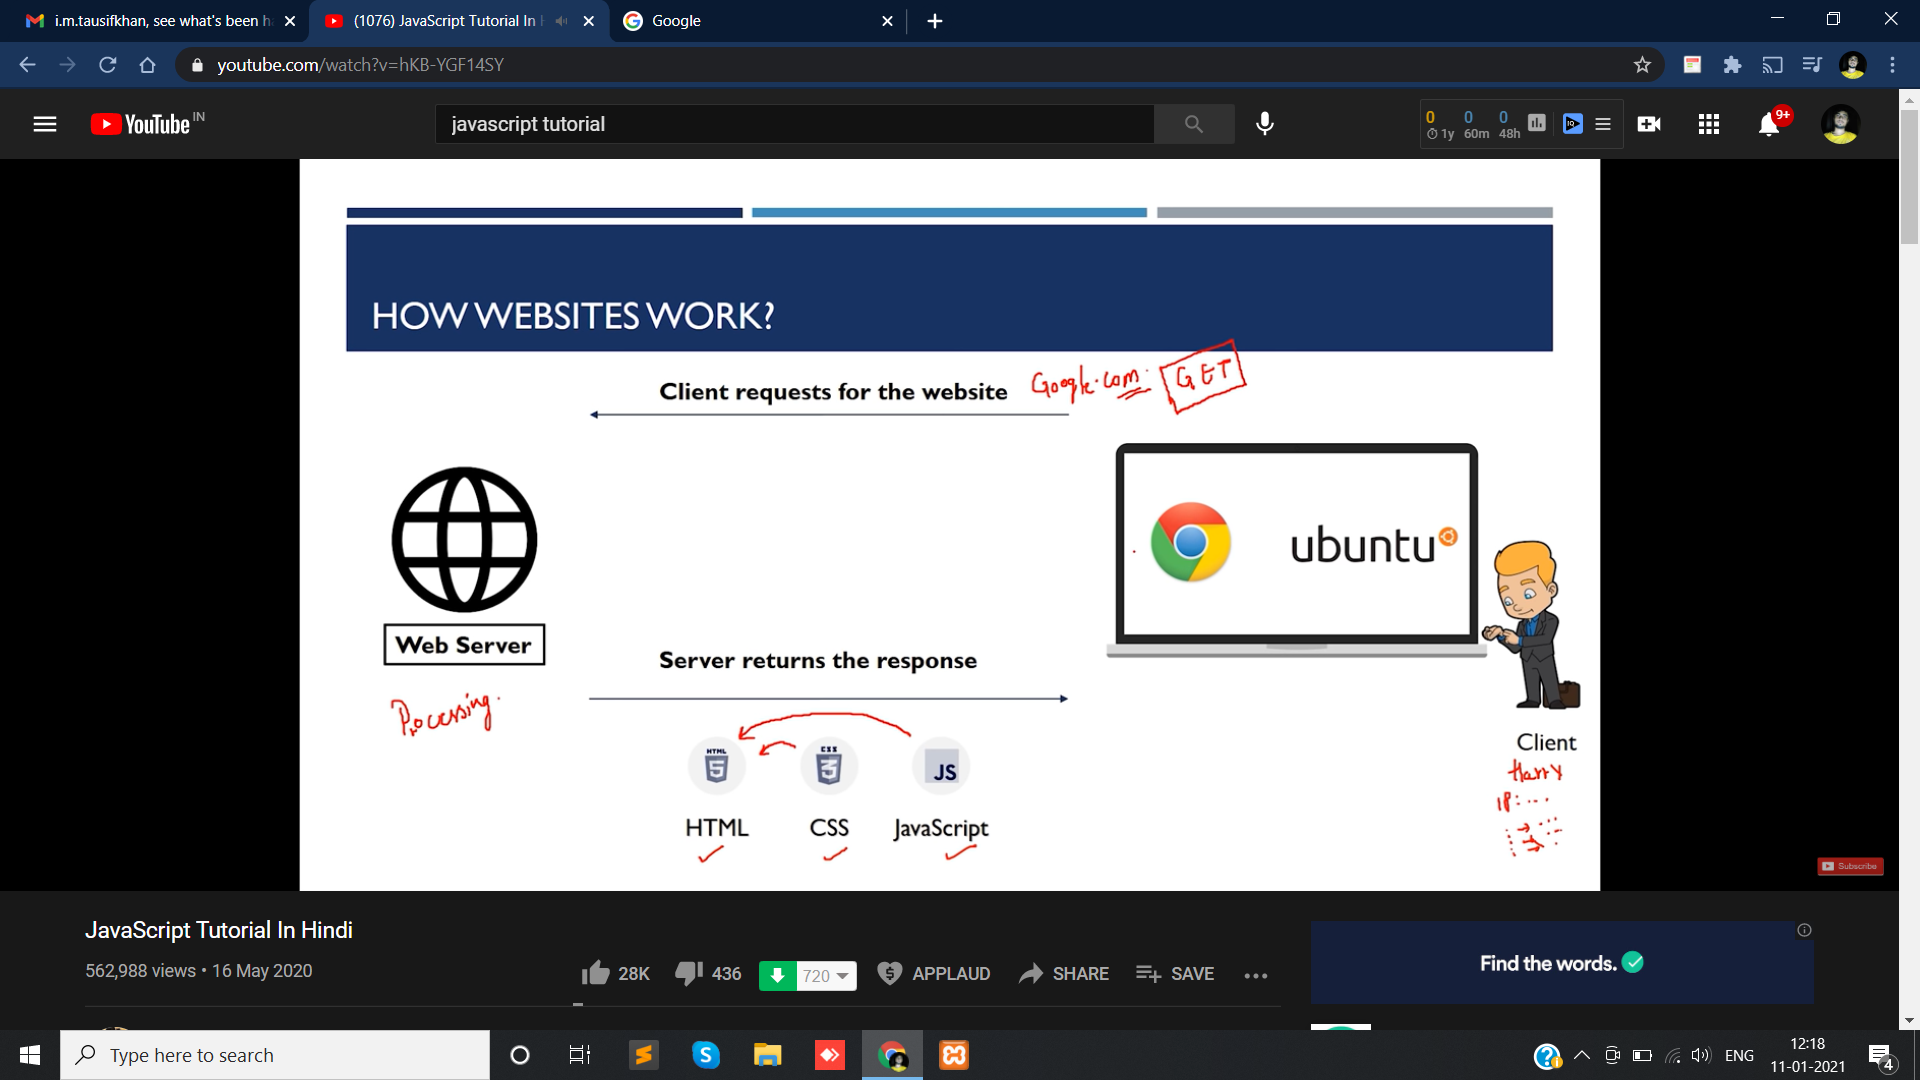 i.m.tausifkhan, see what's been h
(1076) JavaScript Tutorial In H
Google
youtube.com/watch?v=hKB-YGF14SY
YouTube IN
javascript tutorial
0 0 0
1y 60m 48h
IQ
9+
HOW WEBSITES WORK?
Client requests for the website
Google.com
GET
ubuntu
Web Server
Processing.
Server returns the response
HTML 5
CSS 3
JS
HTML
CSS
JavaScript
Client
Harry
IP:....
Subscribe
JavaScript Tutorial In Hindi
562,988 views • 16 May 2020
28K
436
720
APPLAUD
SHARE
SAVE
Find the words.
Type here to search
ENG
12:18
11-01-2021
4